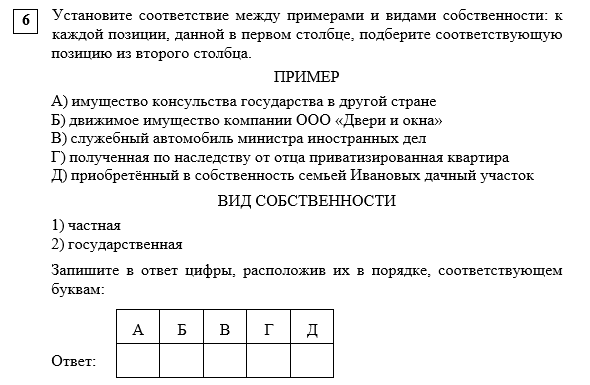 6 Установите соответствие между примерами и видами собственности: к
каждой позиции, данной в первом столбце, подберите соответствующую
позицию из второго столбца.
ПРИМЕР
А) имущество консульства государства в другой стране
Б) движимое имущество компании ООО «Двери и окна»
В) служебный автомобиль министра иностранных дел
Г) полученная по наследству от отца приватизированная квартира
Д) приобретённый в собственность семьей Ивановых дачный участок
ВИД СОБСТВЕННОСТИ
1) частная
2) государственная
Запишите в ответ цифры, расположив их в порядке, соответствующем
буквам:
А Б В Г Д
Ответ: